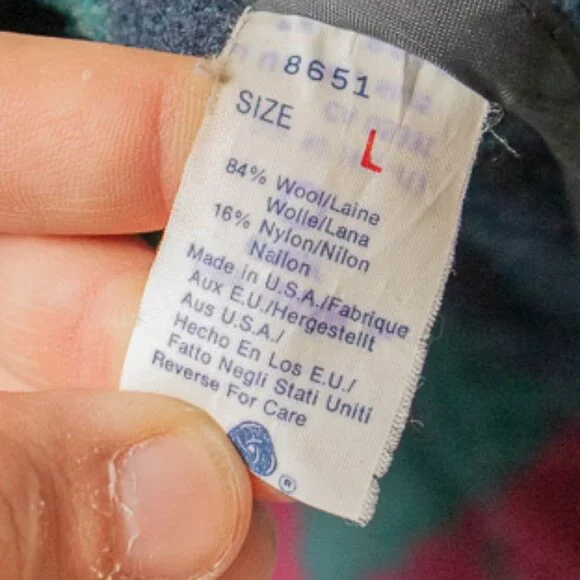 8651
SIZE L
84% Wool/Laine
Wolle/Lana
16% Nylon/Nilon
Nailon
Made in U.S.A./Fabrique
Aux E.U./Hergestellt
Aus U.S.A./
Hecho En Los E.U./
Fatto Negli Stati Uniti
Reverse For Care
®